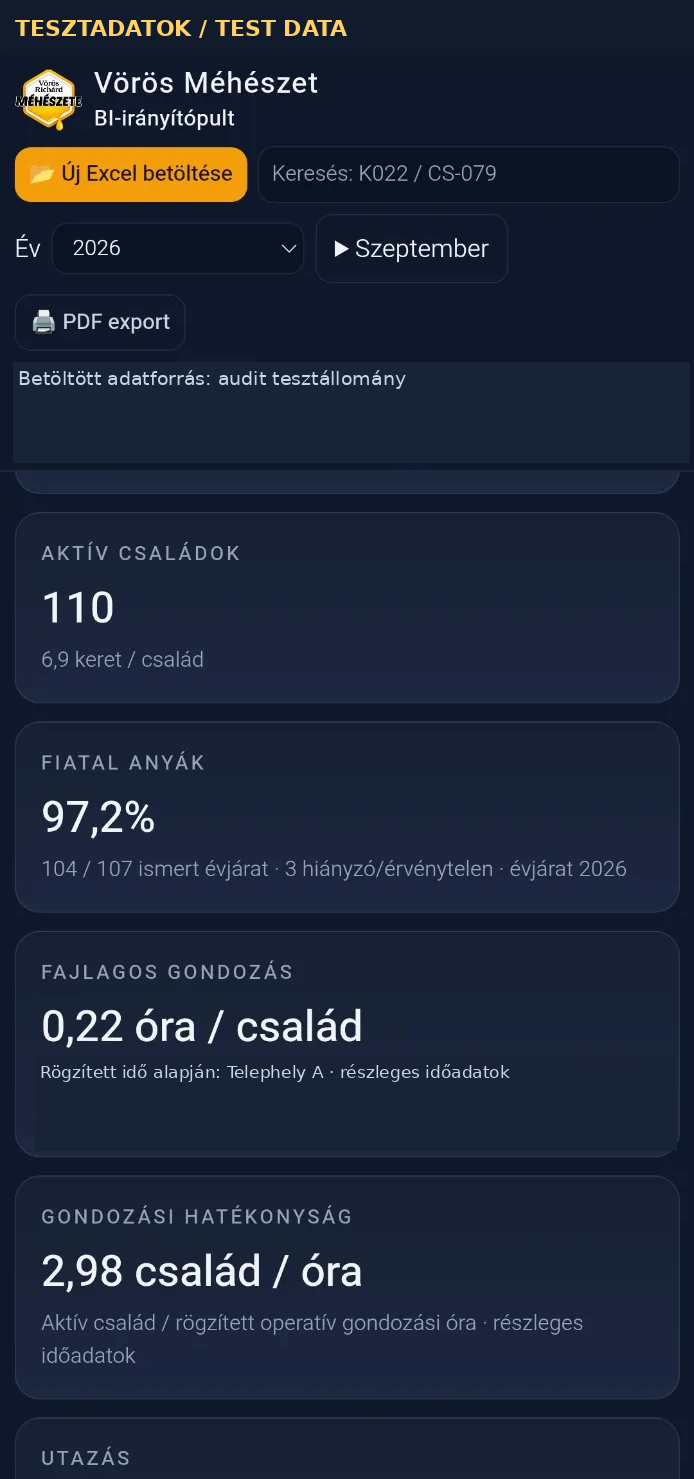 TESZTADATOK / TEST DATA
Vörös
Richárd
MÉHÉSZETE
Vörös Méhészet
BI-irányítópult
Új Excel betöltése
Keresés: K022 / CS-079
Év
2026
Szeptember
PDF export
Betöltött adatforrás: audit tesztállomány
AKTÍV CSALÁDOK
110
6,9 keret / család
FIATAL ANYÁK
97,2%
104 / 107 ismert évjárat · 3 hiányzó/érvénytelen · évjárat 2026
FAJLAGOS GONDOZÁS
0,22 óra / család
Rögzített idő alapján: Telephely A · részleges időadatok
GONDOZÁSI HATÉKONYSÁG
2,98 család / óra
Aktív család / rögzített operatív gondozási óra · részleges
időadatok
UTAZÁS